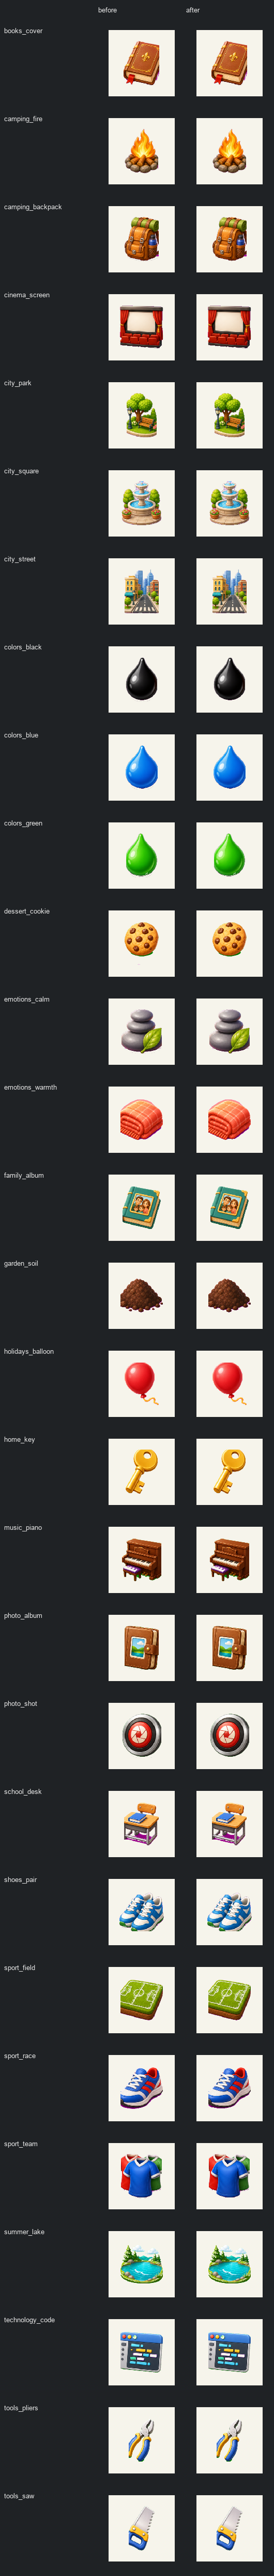 before after
books_cover
camping_fire
camping_backpack
cinema_screen
city_park
city_square
city_street
colors_black
colors_blue
colors_green
dessert_cookie
emotions_calm
emotions_warmth
family_album
garden_soil
holidays_balloon
home_key
music_piano
photo_album
photo_shot
school_desk
shoes_pair
sport_field
sport_race
sport_team
summer_lake
technology_code
tools_pliers
tools_saw